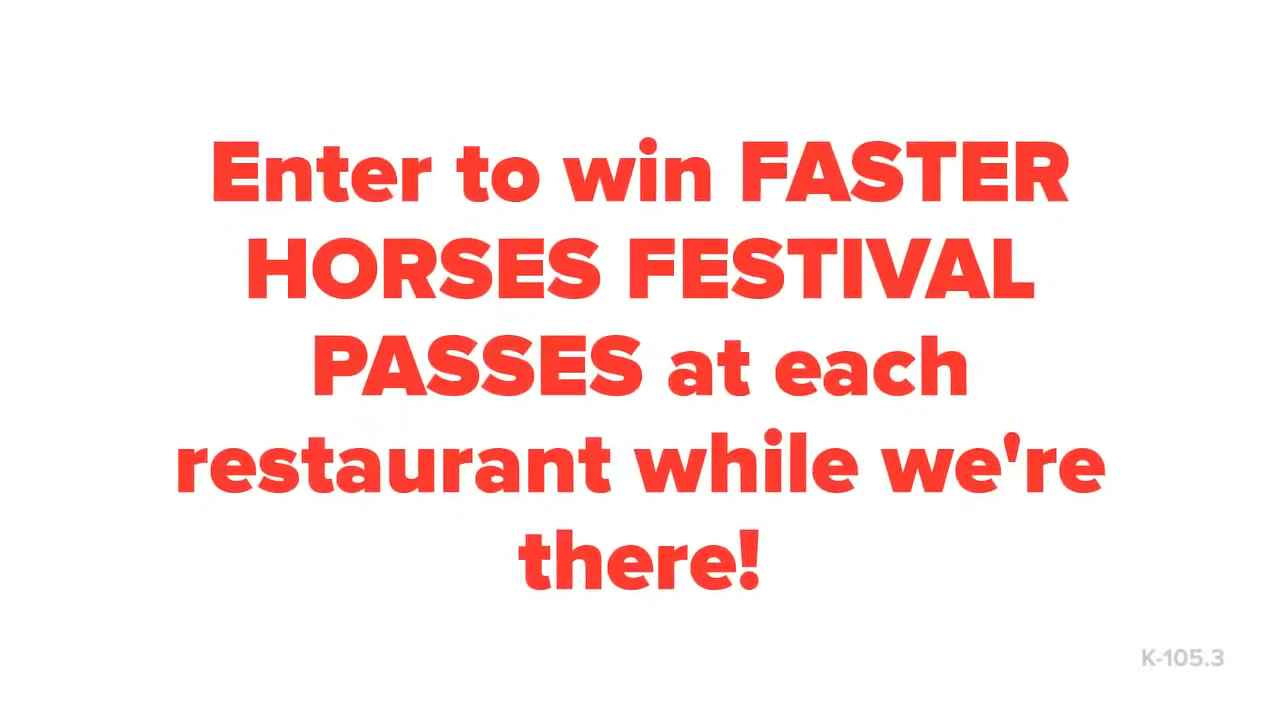 Enter to win FASTER
HORSES FESTIVAL
PASSES at each
restaurant while we're
there!
K-105.3